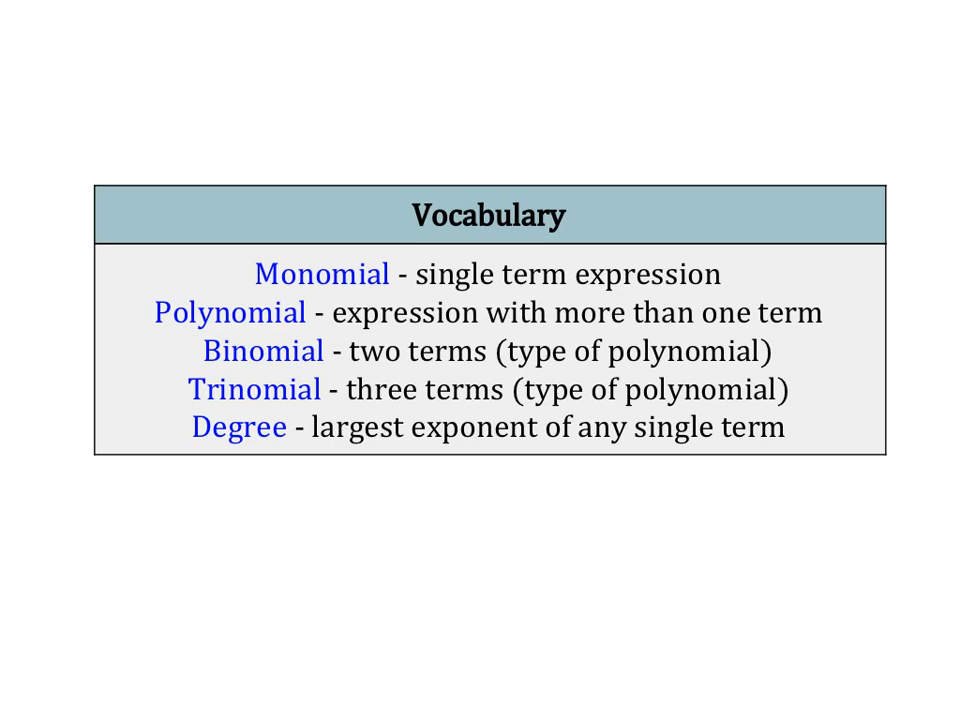 Vocabulary
Monomial - single term expression
Polynomial - expression with more than one term
Binomial - two terms (type of polynomial)
Trinomial - three terms (type of polynomial)
Degree - largest exponent of any single term